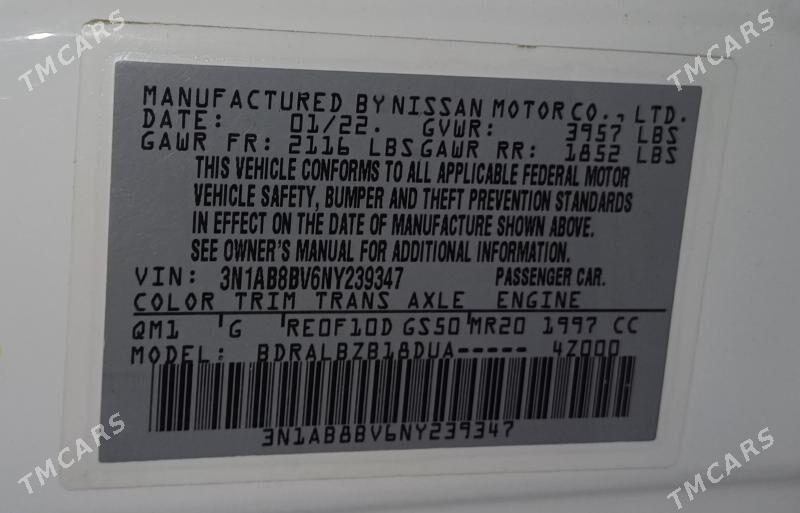 TMCARS
TMCARS
MANUFACTURED BY NISSAN MOTOR CO., LTD.
DATE: 01/22. GVWR: 3957 LBS
GAWR FR: 2116 LBS GAWR RR: 1852 LBS
THIS VEHICLE CONFORMS TO ALL APPLICABLE FEDERAL MOTOR
VEHICLE SAFETY, BUMPER AND THEFT PREVENTION STANDARDS
IN EFFECT ON THE DATE OF MANUFACTURE SHOWN ABOVE.
SEE OWNER'S MANUAL FOR ADDITIONAL INFORMATION.
VIN: 3N1AB8BV6NY239347 PASSENGER CAR.
COLOR TRIM TRANS AXLE ENGINE
QM1 G RE0F10D GS50 MR20 1997 CC
MODEL: BDRALBZB18DUA----- 4Z000
3N1AB8BV6NY239347
TMCARS
TMCARS